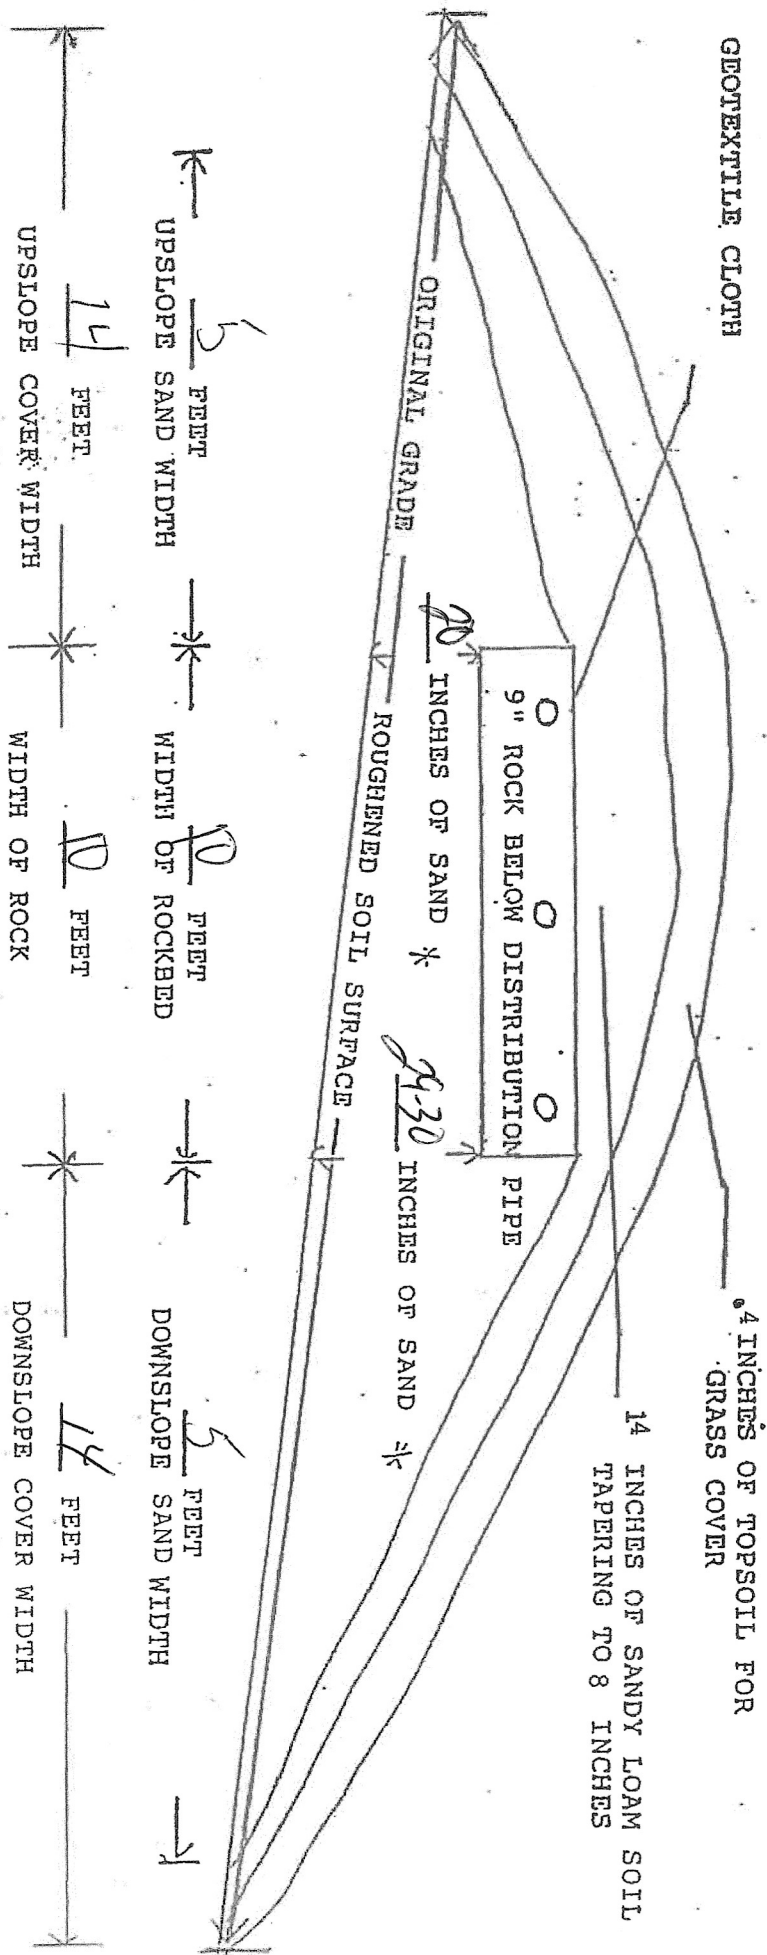 GEOTEXTILE CLOTH
.4 INCHES OF TOPSOIL FOR
GRASS COVER
14 INCHES OF SANDY LOAM SOIL
TAPERING TO 8 INCHES
9" ROCK BELOW DISTRIBUTION PIPE
20 INCHES OF SAND *
29-30 INCHES OF SAND *
ORIGINAL GRADE
ROUGHENED SOIL SURFACE
5 FEET
UPSLOPE SAND WIDTH
10 FEET
WIDTH OF ROCKBED
5 FEET
DOWNSLOPE SAND WIDTH
14 FEET
UPSLOPE COVER WIDTH
10 FEET
WIDTH OF ROCK
14 FEET
DOWNSLOPE COVER WIDTH